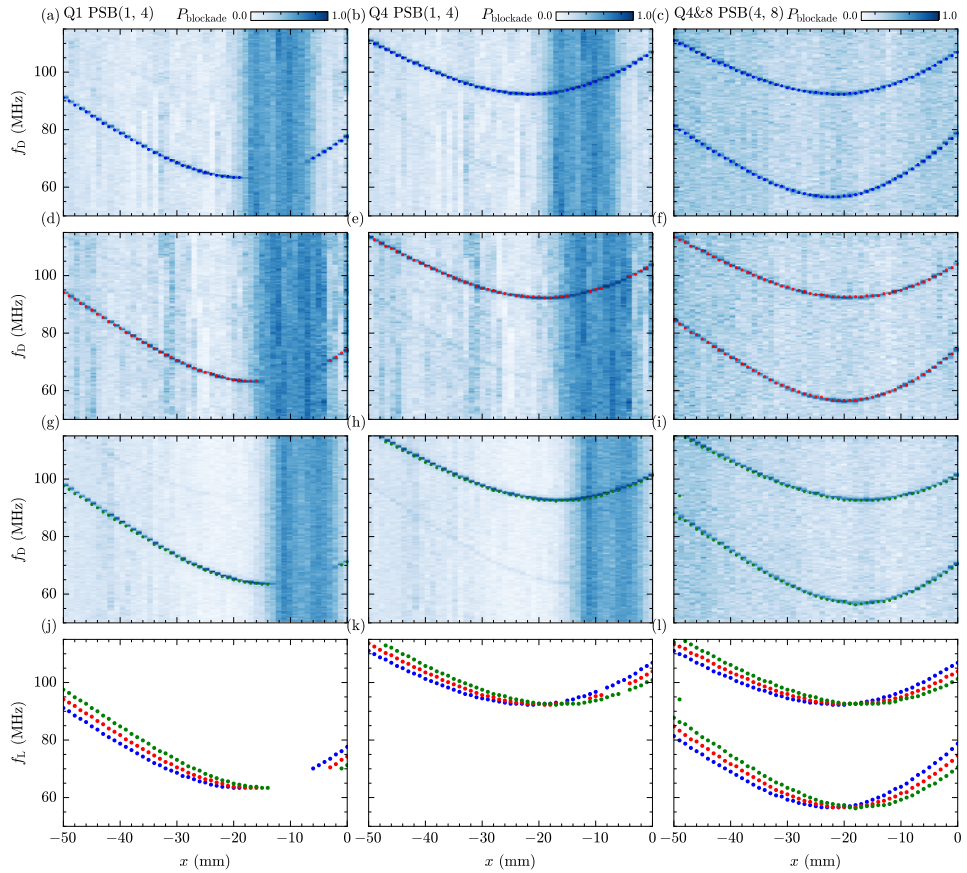 (a) Q1 PSB(1, 4) P_blockade 0.0 1.0 (b) Q4 PSB(1, 4) P_blockade 0.0 1.0 (c) Q4&8 PSB(4, 8) P_blockade 0.0 1.0
100
80
60
f_D (MHz)
(d) (e) (f)
100
80
60
f_D (MHz)
(g) (h) (i)
100
80
60
f_D (MHz)
(j) (k) (l)
100
80
60
f_L (MHz)
−50 −40 −30 −20 −10 0 −50 −40 −30 −20 −10 0 −50 −40 −30 −20 −10 0
x (mm) x (mm) x (mm)